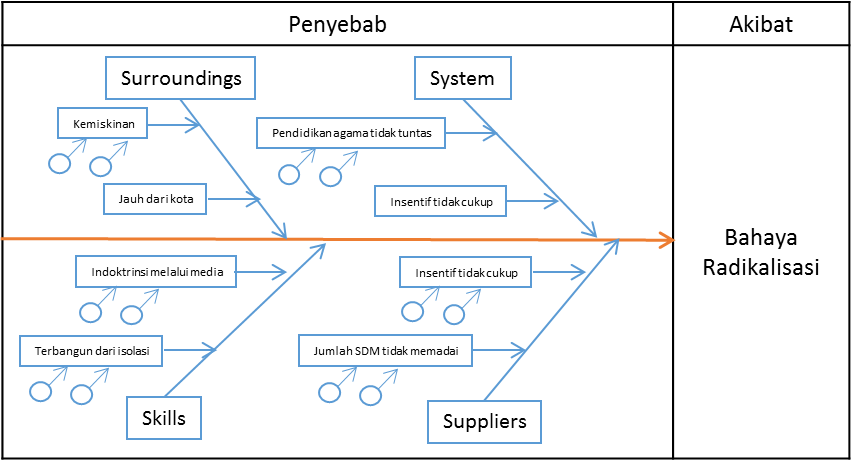 Penyebab
Akibat
Surroundings
System
Kemiskinan
Pendidikan agama tidak tuntas
Jauh dari kota
Insentif tidak cukup
Bahaya
Radikalisasi
Indoktrinsi melalui media
Insentif tidak cukup
Terbangun dari isolasi
Jumlah SDM tidak memadai
Skills
Suppliers